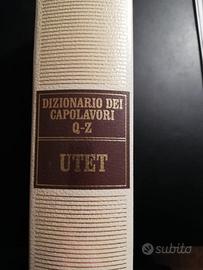 DIZIONARIO DEI
CAPOLAVORI
Q-Z
UTET
subito